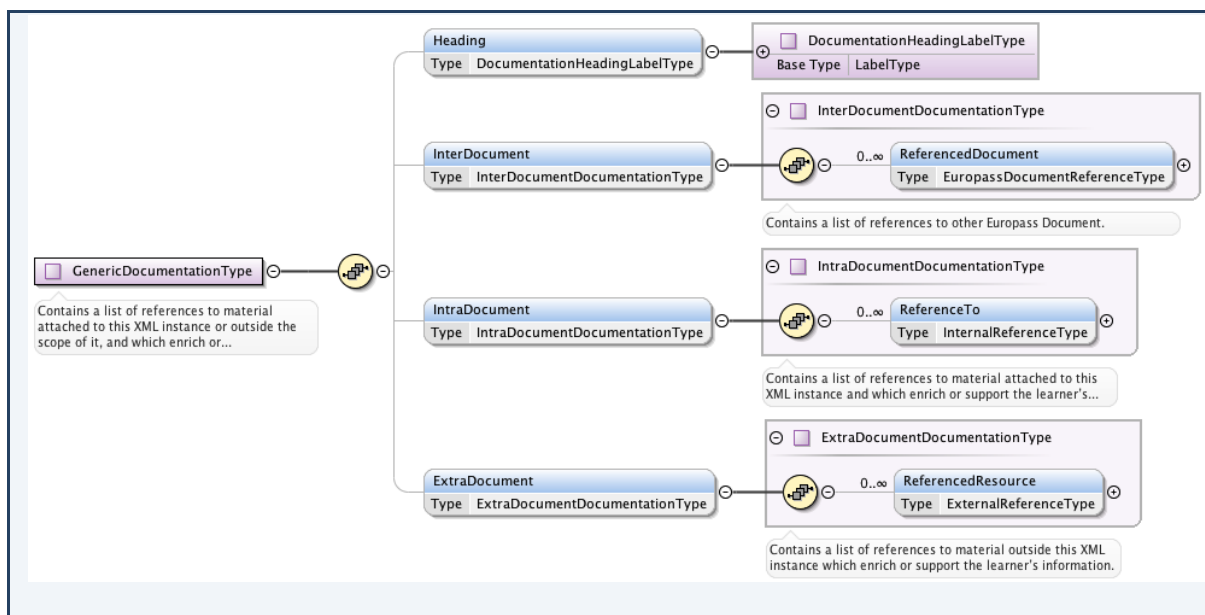 Heading
Type DocumentationHeadingLabelType
DocumentationHeadingLabelType
Base Type LabelType
InterDocument
Type InterDocumentDocumentationType
InterDocumentDocumentationType
0..∞
ReferencedDocument
Type EuropassDocumentReferenceType
Contains a list of references to other Europass Document.
GenericDocumentationType
Contains a list of references to material
attached to this XML instance or outside the
scope of it, and which enrich or...
IntraDocument
Type IntraDocumentDocumentationType
IntraDocumentDocumentationType
0..∞
ReferenceTo
Type InternalReferenceType
Contains a list of references to material attached to this
XML instance and which enrich or support the learner's...
ExtraDocument
Type ExtraDocumentDocumentationType
ExtraDocumentDocumentationType
0..∞
ReferencedResource
Type ExternalReferenceType
Contains a list of references to material outside this XML
instance which enrich or support the learner's information.